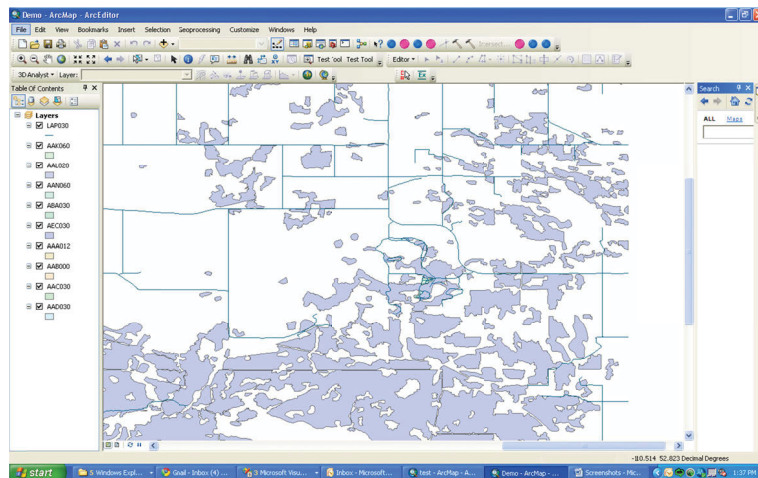 Demo - ArcMap - ArcEditor
File Edit View Bookmarks Insert Selection Geoprocessing Customize Windows Help
Intersect...
Test 'ool Test Tool Editor
3D Analyst Layer:
Table Of Contents
Layers
LAP030
AAK060
AAL020
AAN060
ABA030
AEC030
AAA012
AAB000
AAC030
AAD030
Search
ALL Maps
-110.514 52.823 Decimal Degrees
start 5 Windows Expl... Gmail - Inbox (4) ... 3 Microsoft Visu... Inbox - Microsoft... test - ArcMap - A... Demo - ArcMap - ... Screenshots - Mic... 1:37 PM